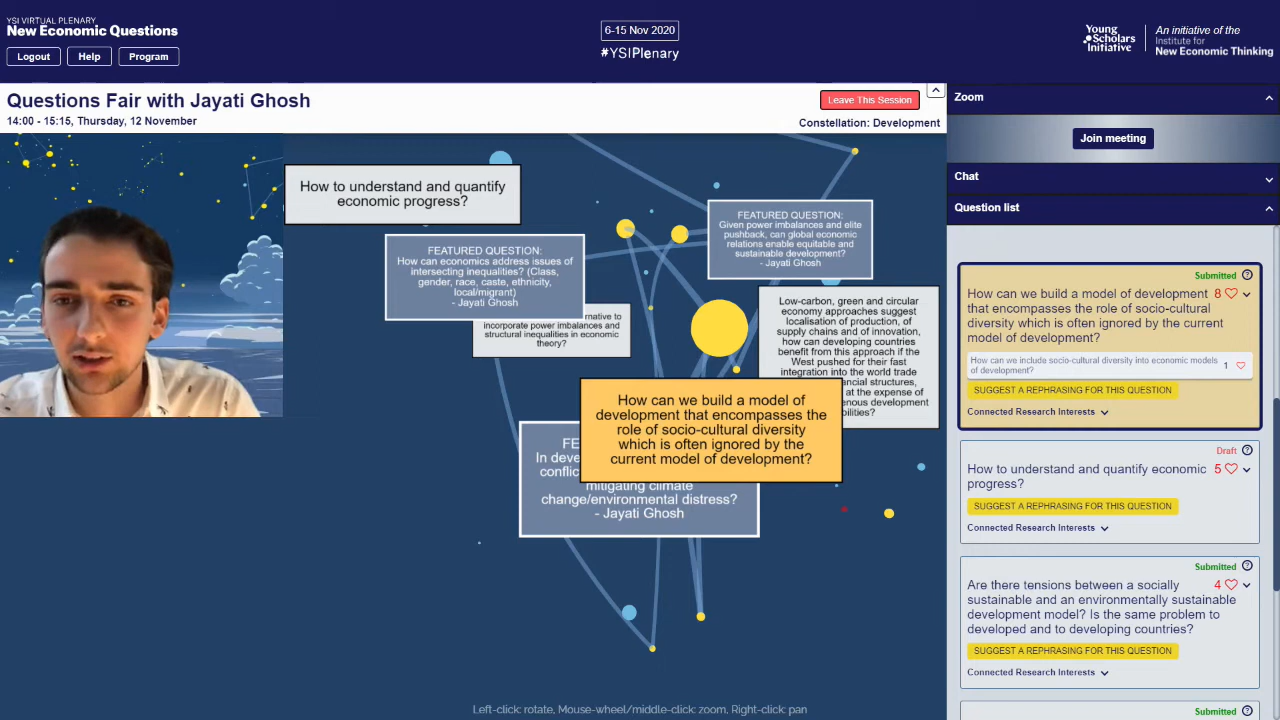 YSI VIRTUAL PLENARY
New Economic Questions
Logout
Help
Program
6-15 Nov 2020
#YSIPlenary
Young
Scholars
Initiative
An initiative of the
Institute for
New Economic Thinking
Questions Fair with Jayati Ghosh
14:00 - 15:15, Thursday, 12 November
Leave This Session
Constellation: Development
How to understand and quantify
economic progress?
FEATURED QUESTION:
How can economics address issues of
intersecting inequalities? (Class,
gender, race, caste, ethnicity,
local/migrant)
- Jayati Ghosh
incorporate power imbalances and
structural inequalities in economic
theory?
FEATURED QUESTION:
Given power imbalances and elite
pushback, can global economic
relations enable equitable and
sustainable development?
- Jayati Ghosh
Low-carbon, green and circular
economy approaches suggest
localisation of production, of
supply chains and of innovation,
how can developing countries
benefit from this approach if the
West pushed for their fast
integration into the world trade
structures,
at the expense of
development
How can we build a model of
development that encompasses the
role of socio-cultural diversity
which is often ignored by the
current model of development?
mitigating climate
change/environmental distress?
- Jayati Ghosh
Left-click: rotate, Mouse-wheel/middle-click: zoom, Right-click: pan
Zoom
Join meeting
Chat
Question list
Submitted
How can we build a model of development 8
that encompasses the role of socio-cultural
diversity which is often ignored by the current
model of development?
How can we include socio-cultural diversity into economic models 1
of development?
SUGGEST A REPHRASING FOR THIS QUESTION
Connected Research Interests
Draft
How to understand and quantify economic 5
progress?
SUGGEST A REPHRASING FOR THIS QUESTION
Connected Research Interests
Submitted
Are there tensions between a socially 4
sustainable and an environmentally sustainable
development model? Is the same problem to
developed and to developing countries?
SUGGEST A REPHRASING FOR THIS QUESTION
Connected Research Interests
Submitted